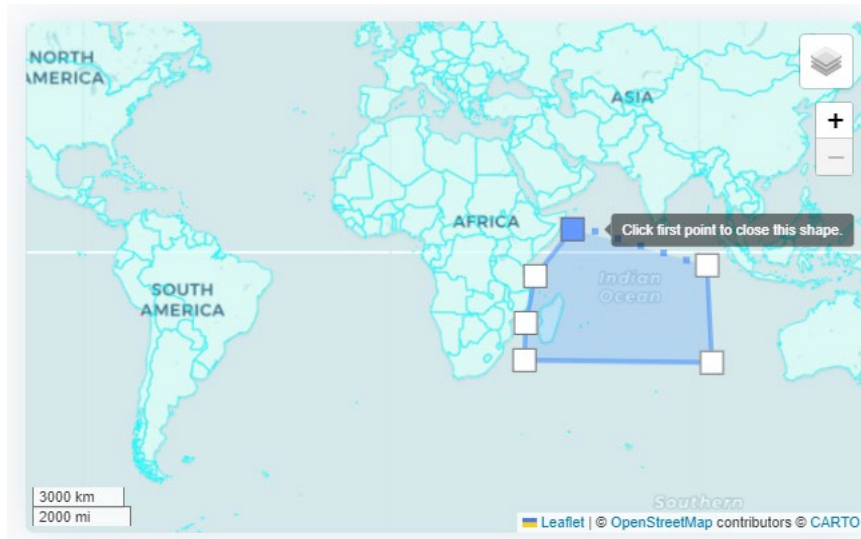 NORTH
AMERICA
ASIA
+
−
AFRICA
Click first point to close this shape.
Indian
Ocean
SOUTH
AMERICA
3000 km
2000 mi
Southern
Leaflet | © OpenStreetMap contributors © CARTO